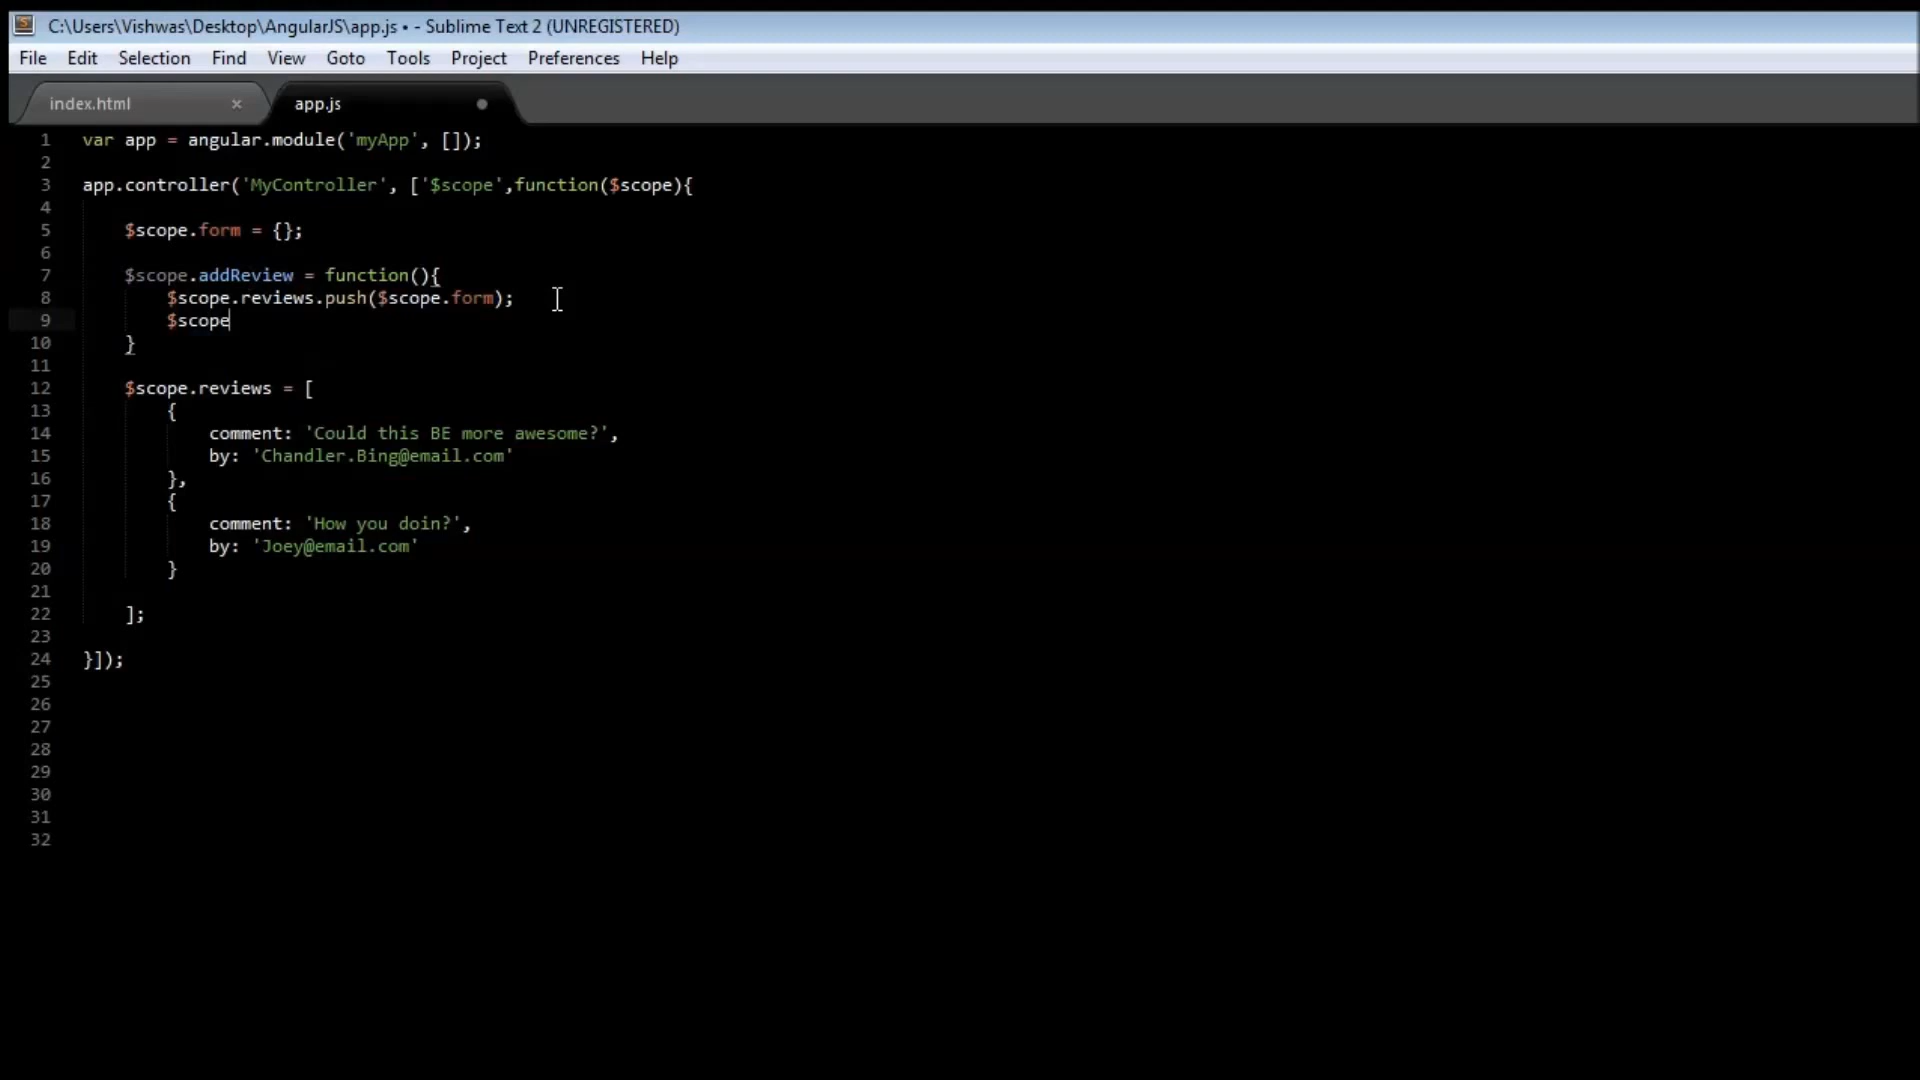 C:\Users\Vishwas\Desktop\AngularJS\app.js • - Sublime Text 2 (UNREGISTERED)
File Edit Selection Find View Goto Tools Project Preferences Help
index.html × app.js
1 var app = angular.module('myApp', []);
2
3 app.controller('MyController', ['$scope',function($scope){
4
5 $scope.form = {};
6
7 $scope.addReview = function(){
8 $scope.reviews.push($scope.form);
9 $scope
10 }
11
12 $scope.reviews = [
13 {
14 comment: 'Could this BE more awesome?',
15 by: 'Chandler.Bing@email.com'
16 },
17 {
18 comment: 'How you doin?',
19 by: 'Joey@email.com'
20 }
21
22 ];
23
24 }]);
25
26
27
28
29
30
31
32